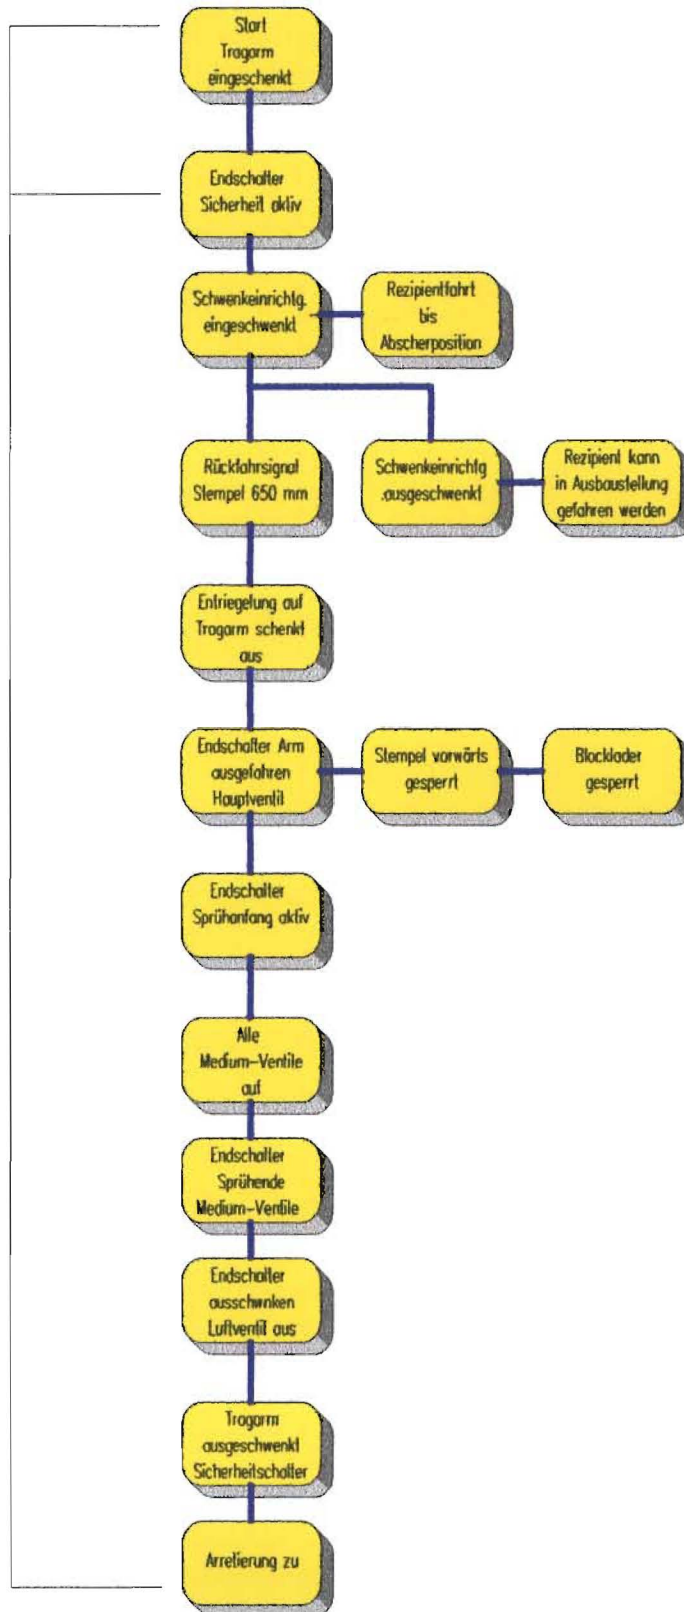 Start
Tragarm
eingeschenkt
Endschalter
Sicherheit aktiv
Schwenkeinrichtg.
eingeschwenkt
Rezipientfahrt
bis
Abscherposition
Rückfahrsignal
Stempel 650 mm
Schwenkeinrichtg
.ausgeschwenkt
Rezipient kann
in Ausbaustellung
gefahren werden
Entriegelung auf
Tragarm schenkt
aus
Endschalter Arm
ausgefahren
Hauptventil
Stempel vorwärts
gesperrt
Blocklader
gesperrt
Endschalter
Sprühanfang aktiv
Alle
Medium-Ventile
auf
Endschalter
Sprühende
Medium-Ventile
Endschalter
ausschwnken
Luftventil aus
Tragarm
ausgeschwenkt
Sicherheitschalter
Arretierung zu